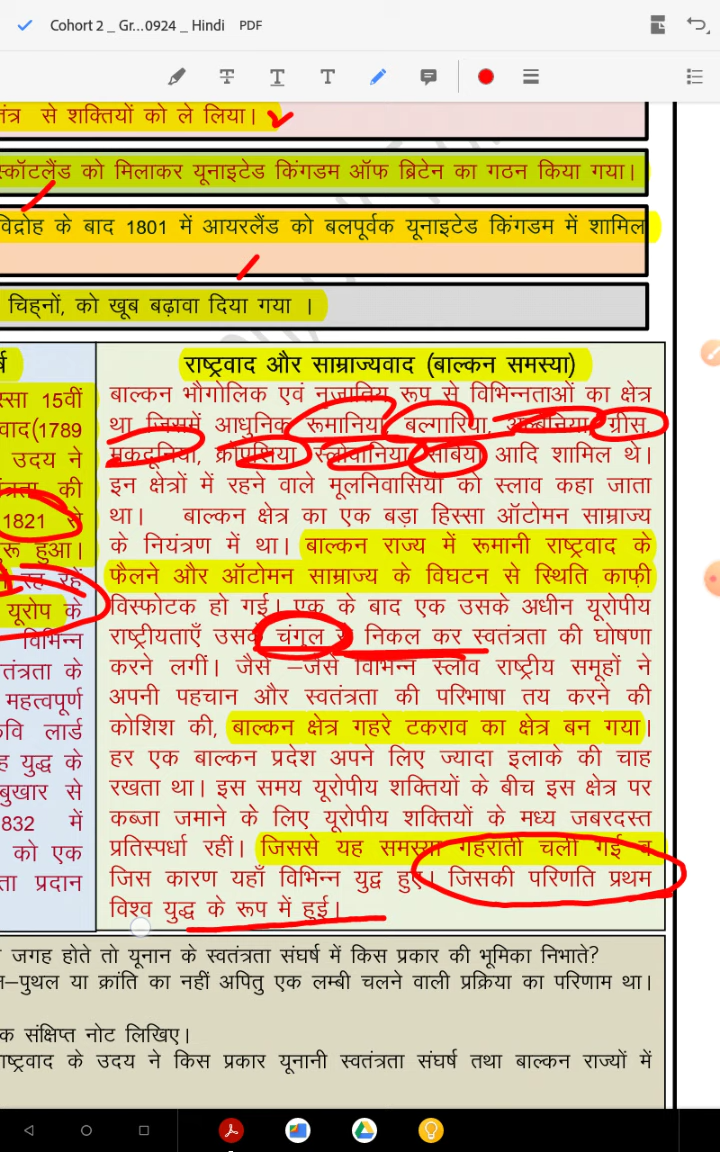 Cohort 2 _ Gr...0924 _ Hindi PDF
तंत्र से शक्तियों को ले लिया।
स्कॉटलैंड को मिलाकर यूनाइटेड किंगडम ऑफ ब्रिटेन का गठन किया गया।
विद्रोह के बाद 1801 में आयरलैंड को बलपूर्वक यूनाइटेड किंगडम में शामिल
चिह्नों, को खूब बढ़ावा दिया गया ।
र्ष
स्सा 15वीं
वाद(1789
उदय ने
तंत्रता की
1821 से
रू हुआ।
रह रहें
यूरोप के
विभिन्न
तंत्रता के
महत्वपूर्ण
कवि लार्ड
ह युद्ध के
बुखार से
832 में
को एक
ता प्रदान
राष्ट्रवाद और साम्राज्यवाद (बाल्कन समस्या)
बाल्कन भौगोलिक एवं नृजातिय रूप से विभिन्नताओं का क्षेत्र
था जिसमें आधुनिक रूमानिया, बल्गारिया, अल्बनिया, ग्रीस,
मकदूनिया, क्रोएशिया स्लोवानिया, सर्बिया आदि शामिल थे।
इन क्षेत्रों में रहने वाले मूलनिवासियों को स्लाव कहा जाता
था। बाल्कन क्षेत्र का एक बड़ा हिस्सा ऑटोमन साम्राज्य
के नियंत्रण में था। बाल्कन राज्य में रूमानी राष्ट्रवाद के
फैलने और ऑटोमन साम्राज्य के विघटन से स्थिति काफ़ी
विस्फोटक हो गई। एक के बाद एक उसके अधीन यूरोपीय
राष्ट्रीयताएँ उसके चंगुल से निकल कर स्वतंत्रता की घोषणा
करने लगीं। जैसे –जैसे विभिन्न स्लाव राष्ट्रीय समूहों ने
अपनी पहचान और स्वतंत्रता की परिभाषा तय करने की
कोशिश की, बाल्कन क्षेत्र गहरे टकराव का क्षेत्र बन गया।
हर एक बाल्कन प्रदेश अपने लिए ज्यादा इलाके की चाह
रखता था। इस समय यूरोपीय शक्तियों के बीच इस क्षेत्र पर
कब्जा जमाने के लिए यूरोपीय शक्तियों के मध्य जबरदस्त
प्रतिस्पर्धा रहीं। जिससे यह समस्या गहराती चली गई व
जिस कारण यहाँ विभिन्न युद्व हुए। जिसकी परिणति प्रथम
विश्व युद्ध के रूप में हुई।
जगह होते तो यूनान के स्वतंत्रता संघर्ष में किस प्रकार की भूमिका निभाते?
–पुथल या क्रांति का नहीं अपितु एक लम्बी चलने वाली प्रक्रिया का परिणाम था।
क संक्षिप्त नोट लिखिए।
राष्ट्रवाद के उदय ने किस प्रकार यूनानी स्वतंत्रता संघर्ष तथा बाल्कन राज्यों में